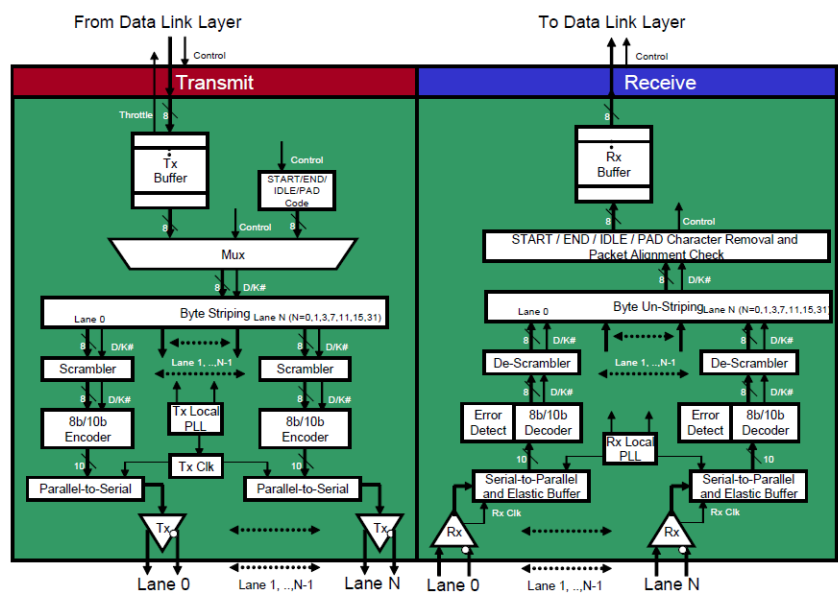 From Data Link Layer
To Data Link Layer
Control
Control
Transmit
Receive
Throttle
8
8
Tx
Buffer
Control
START/END/
IDLE/PAD
Code
8
8
Control
Mux
8
D/K#
Byte Striping
Lane 0
Lane N (N=0,1,3,7,11,15,31)
8
D/K#
8
D/K#
Scrambler
Lane 1, ..,N-1
Scrambler
8
D/K#
8
D/K#
8b/10b
Encoder
Tx Local
PLL
8b/10b
Encoder
10
Tx Clk
10
Parallel-to-Serial
Parallel-to-Serial
Tx
Tx
Lane 0
Lane 1, ..,N-1
Lane N
Rx
Buffer
8
Control
START / END / IDLE / PAD Character Removal and
Packet Alignment Check
8
D/K#
Byte Un-Striping
Lane 0
Lane N (N=0,1,3,7,11,15,31)
8
D/K#
8
D/K#
De-Scrambler
Lane 1, ..,N-1
De-Scrambler
8
D/K#
8
D/K#
Error
Detect
8b/10b
Decoder
Rx Local
PLL
Error
Detect
8b/10b
Decoder
10
10
Serial-to-Parallel
and Elastic Buffer
Serial-to-Parallel
and Elastic Buffer
Rx Clk
Rx Clk
Rx
Rx
Lane 0
Lane 1, ..,N-1
Lane N